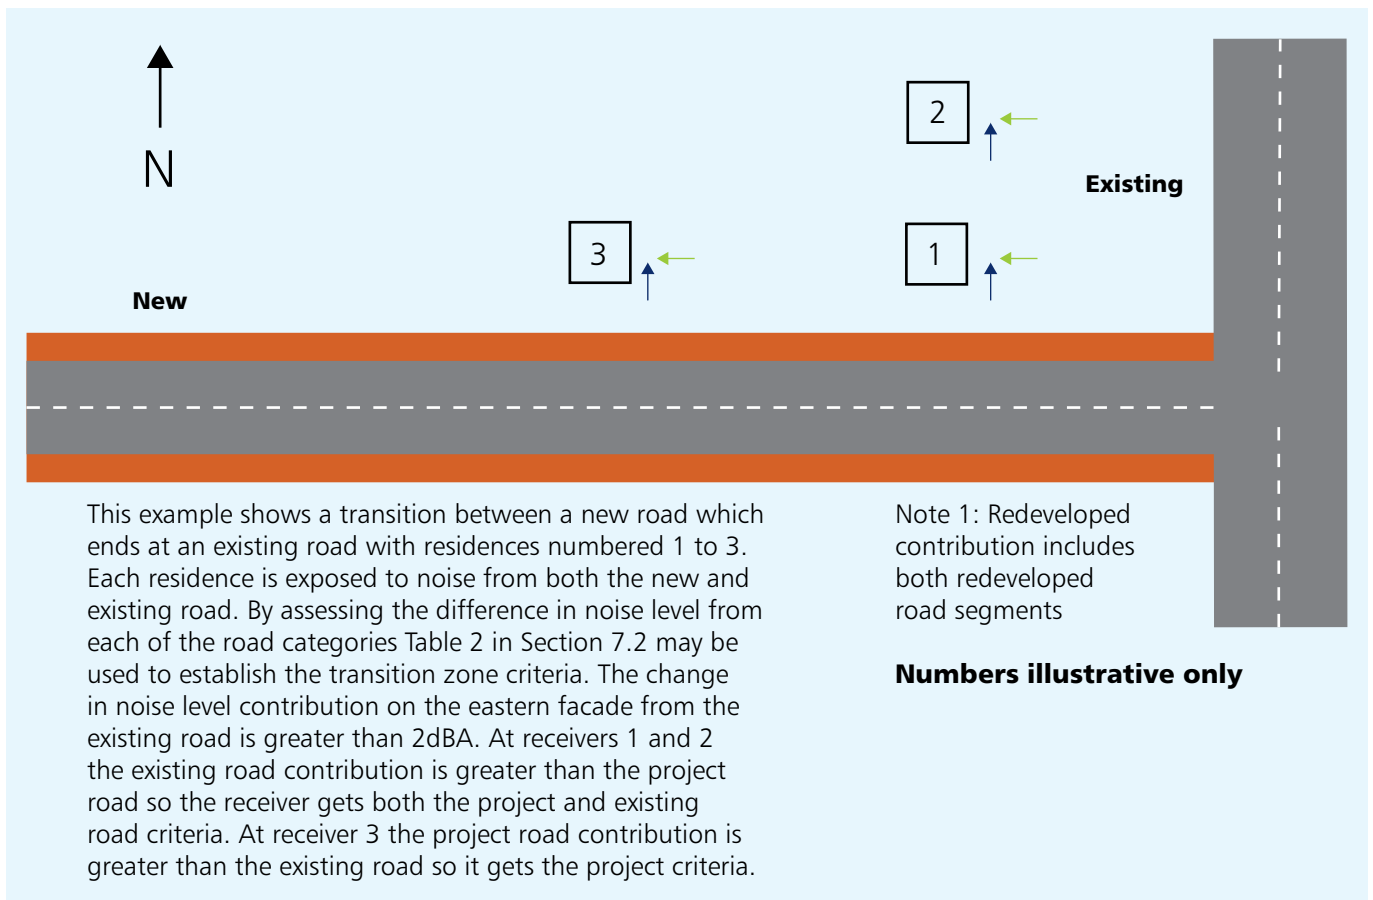 N
2
Existing
3
1
New
This example shows a transition between a new road which
ends at an existing road with residences numbered 1 to 3.
Each residence is exposed to noise from both the new and
existing road. By assessing the difference in noise level from
each of the road categories Table 2 in Section 7.2 may be
used to establish the transition zone criteria. The change
in noise level contribution on the eastern facade from the
existing road is greater than 2dBA. At receivers 1 and 2
the existing road contribution is greater than the project
road so the receiver gets both the project and existing
road criteria. At receiver 3 the project road contribution is
greater than the existing road so it gets the project criteria.
Note 1: Redeveloped
contribution includes
both redeveloped
road segments
Numbers illustrative only